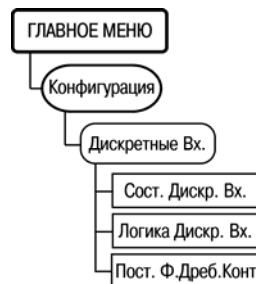 ГЛАВНОЕ МЕНЮ
Конфигурация
Дискретные Вх.
Сост. Дискр. Вх.
Логика Дискр. Вх.
Пост. Ф.Дреб.Конт